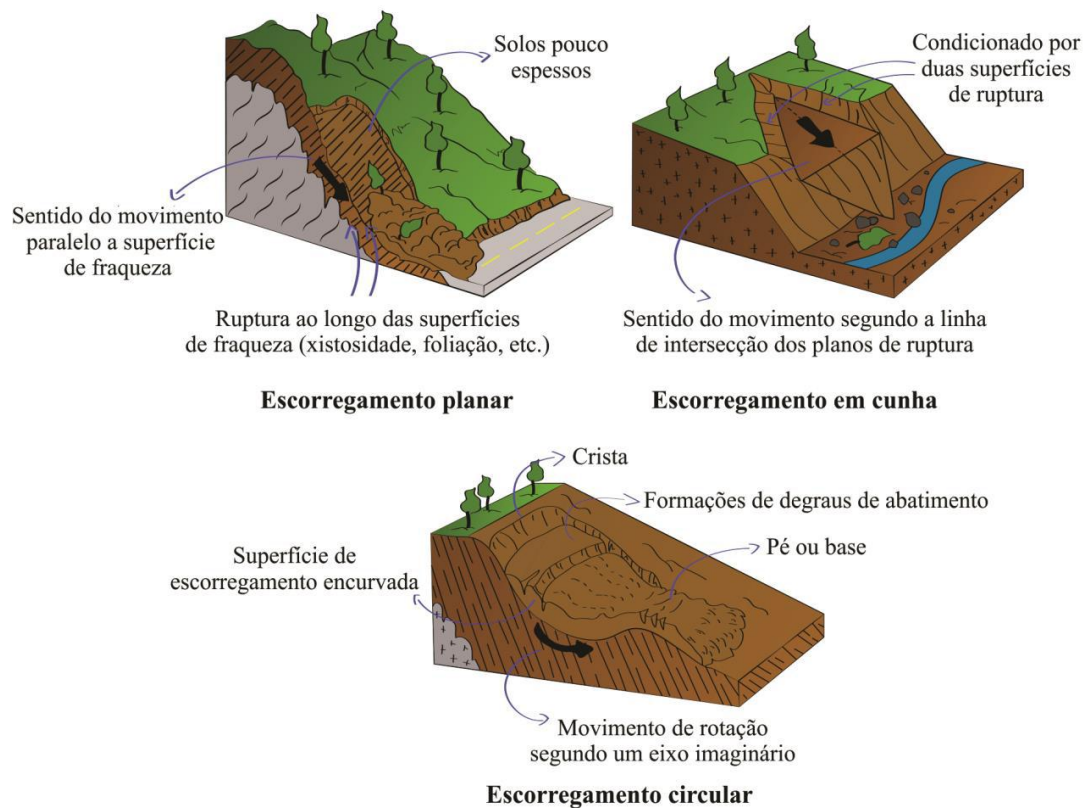 Solos pouco
espessos
Sentido do movimento
paralelo a superfície
de fraqueza
Ruptura ao longo das superfícies
de fraqueza (xistosidade, foliação, etc.)
Escorregamento planar
Condicionado por
duas superfícies
de ruptura
Sentido do movimento segundo a linha
de intersecção dos planos de ruptura
Escorregamento em cunha
Crista
Formações de degraus de abatimento
Pé ou base
Superfície de
escorregamento encurvada
Movimento de rotação
segundo um eixo imaginário
Escorregamento circular